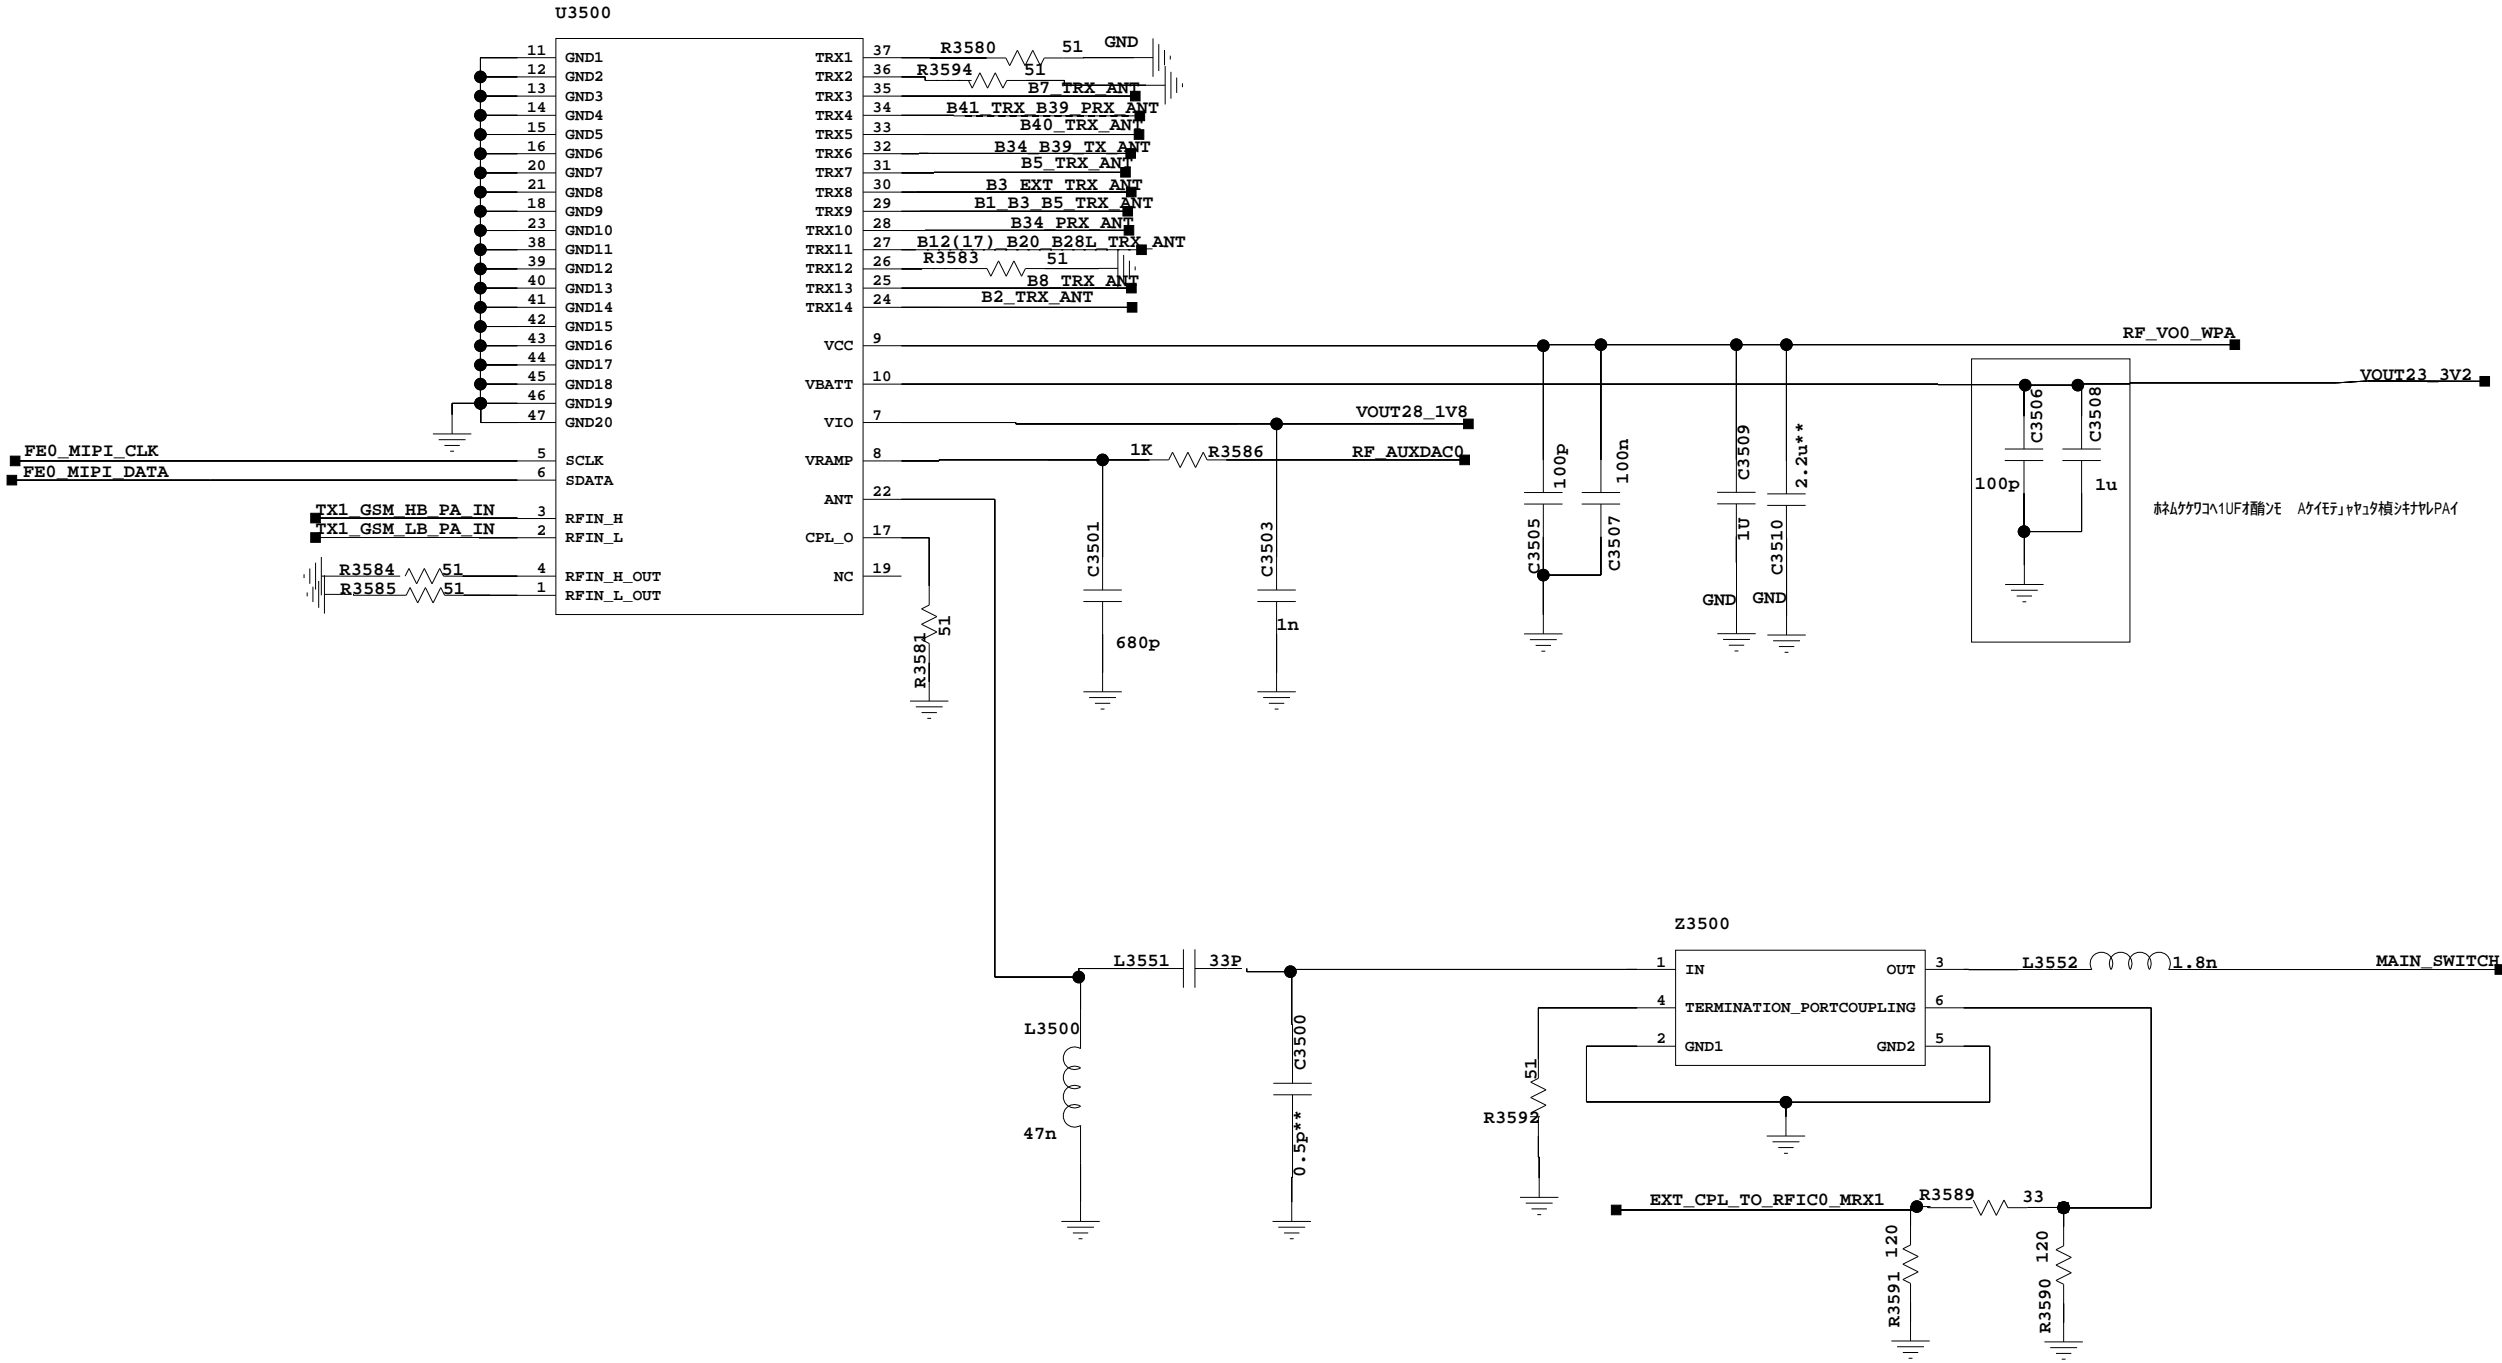 U3500
11 GND1 TRX1 37 R3580 51 GND
12 GND2 TRX2 36 R3594 51
13 GND3 TRX3 35 B7_TRX_ANT
14 GND4 TRX4 34 B41_TRX_B39_PRX_ANT
15 GND5 TRX5 33 B40_TRX_ANT
16 GND6 TRX6 32 B34_B39_TX_ANT
20 GND7 TRX7 31 B5_TRX_ANT
21 GND8 TRX8 30 B3_EXT_TRX_ANT
18 GND9 TRX9 29 B1_B3_B5_TRX_ANT
23 GND10 TRX10 28 B34_PRX_ANT
38 GND11 TRX11 27 B12(17)_B20_B28L_TRX_ANT
39 GND12 TRX12 26 R3583 51
40 GND13 TRX13 25 B8_TRX_ANT
41 GND14 TRX14 24 B2_TRX_ANT
42 GND15
43 GND16 VCC 9 RF_VO0_WPA
44 GND17
45 GND18 VBATT 10 VOUT23_3V2
46 GND19
47 GND20 VIO 7 VOUT28_1V8
FE0_MIPI_CLK 5 SCLK VRAMP 8 1K R3586 RF_AUXDAC0
FE0_MIPI_DATA 6 SDATA
ANT 22
TX1_GSM_HB_PA_IN 3 RFIN_H
TX1_GSM_LB_PA_IN 2 RFIN_L CPL_O 17
R3584 51 4 RFIN_H_OUT NC 19
R3585 51 1 RFIN_L_OUT
R3581 51
C3501 680p
C3503 1n
C3505 100p
C3507 100n
C3509 1U GND
C3510 2.2u** GND
C3506 100p
C3508 1u
Z3500
L3551 33P
1 IN OUT 3 L3552 1.8n MAIN_SWITCH
4 TERMINATION_PORTCOUPLING 6
2 GND1 GND2 5
L3500 47n
C3500 0.5p**
51 R3592
EXT_CPL_TO_RFIC0_MRX1 R3589 33
R3591 120
R3590 120